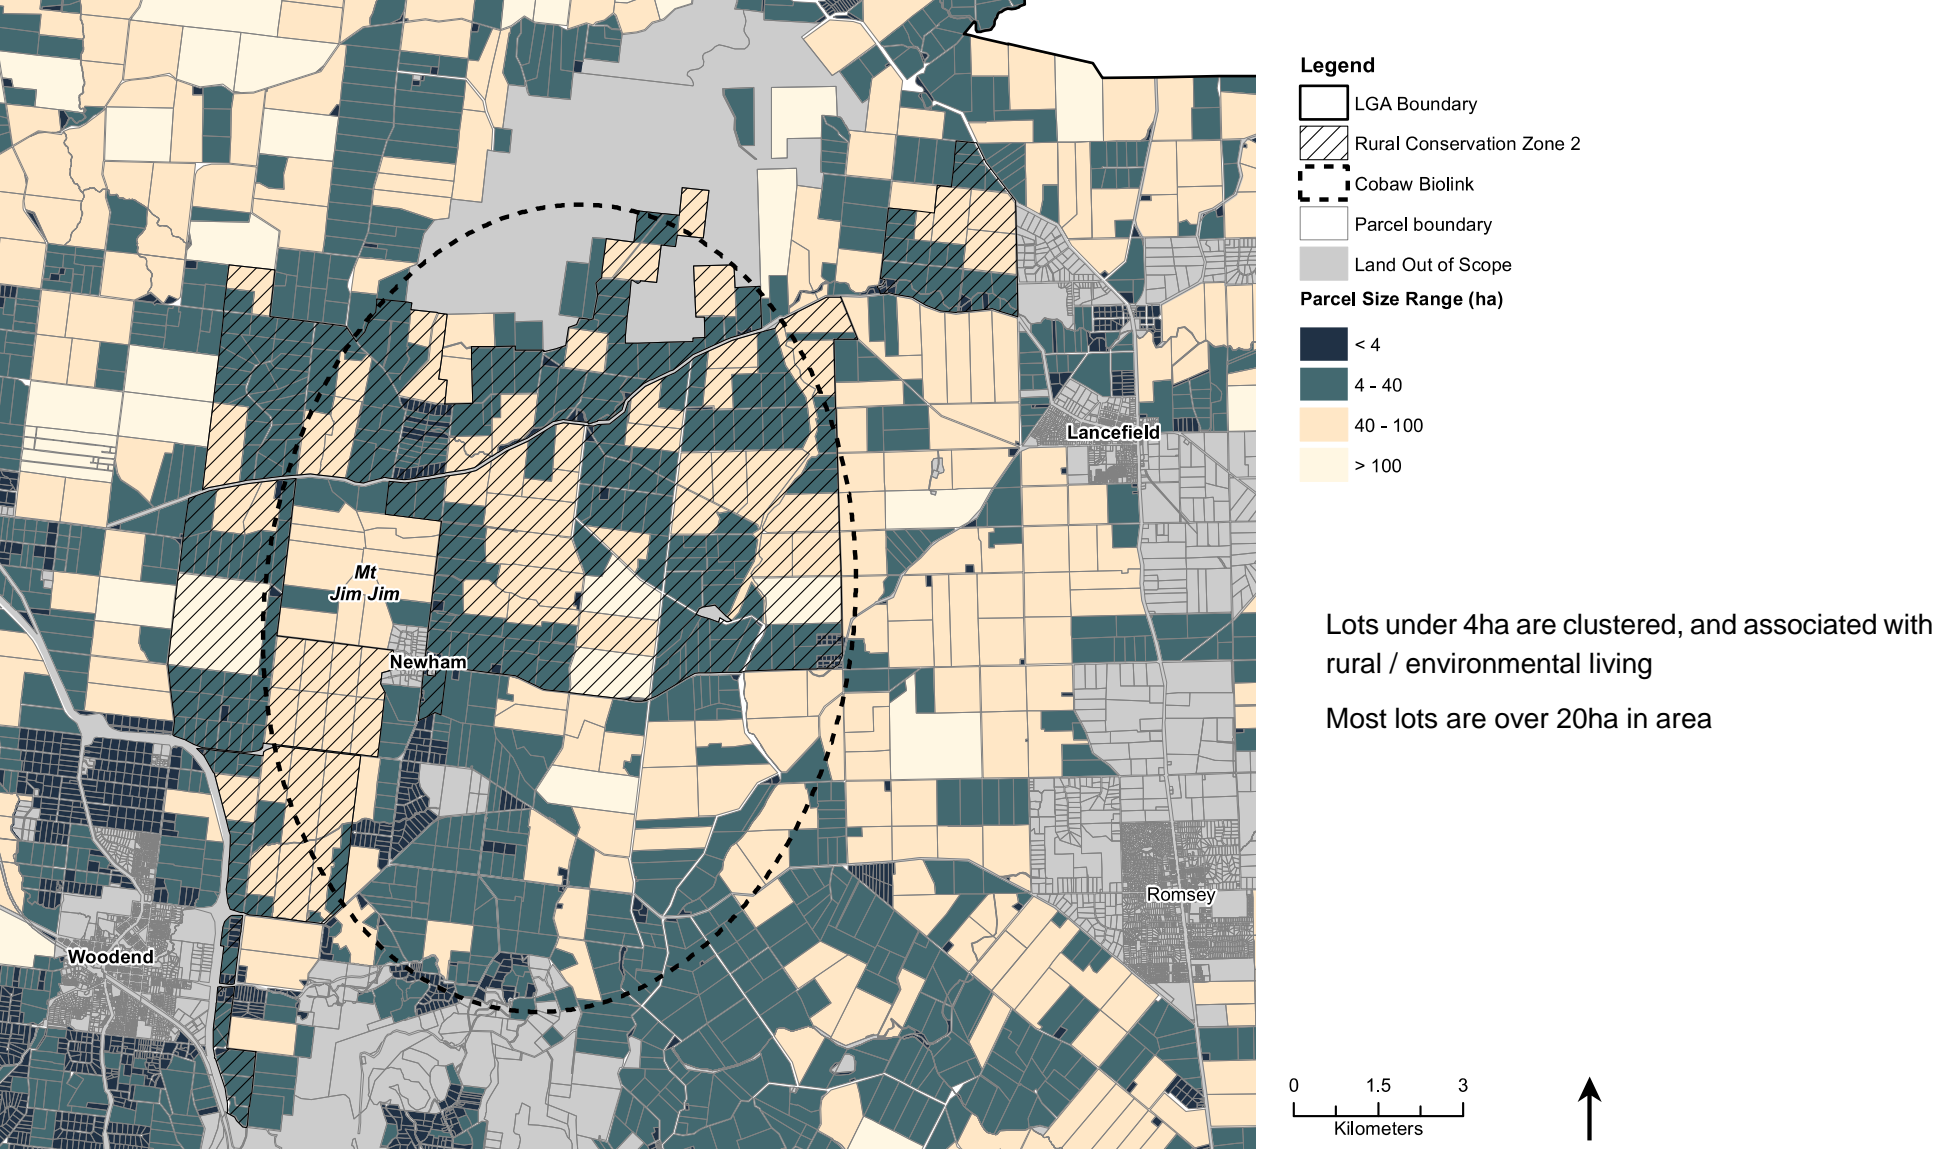 Mt
Jim Jim
Newham
Lancefield
Romsey
Woodend
Legend
LGA Boundary
Rural Conservation Zone 2
Cobaw Biolink
Parcel boundary
Land Out of Scope
Parcel Size Range (ha)
< 4
4 - 40
40 - 100
> 100
Lots under 4ha are clustered, and associated with
rural / environmental living
Most lots are over 20ha in area
0 1.5 3
Kilometers